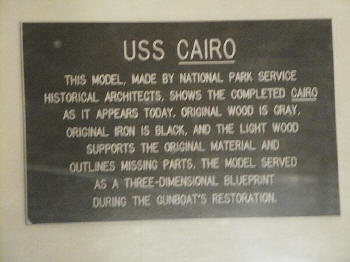 USS CAIRO
THIS MODEL, MADE BY NATIONAL PARK SERVICE
HISTORICAL ARCHITECTS, SHOWS THE COMPLETED CAIRO
AS IT APPEARS TODAY. ORIGINAL WOOD IS GRAY,
ORIGINAL IRON IS BLACK, AND THE LIGHT WOOD
SUPPORTS THE ORIGINAL MATERIAL AND
OUTLINES MISSING PARTS. THE MODEL SERVED
AS A THREE-DIMENSIONAL BLUEPRINT
DURING THE GUNBOAT'S RESTORATION.